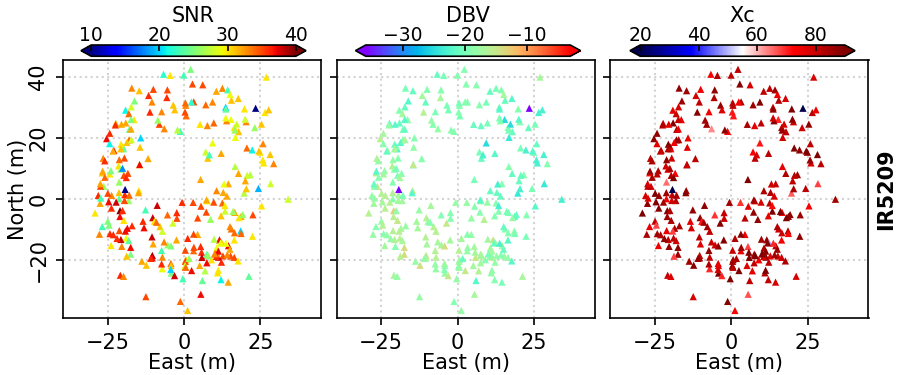 SNR DBV Xc
10 20 30 40 −30 −20 −10 20 40 60 80
40
20
0
−20
North (m)
IR5209
−25 0 25 −25 0 25 −25 0 25
East (m) East (m) East (m)